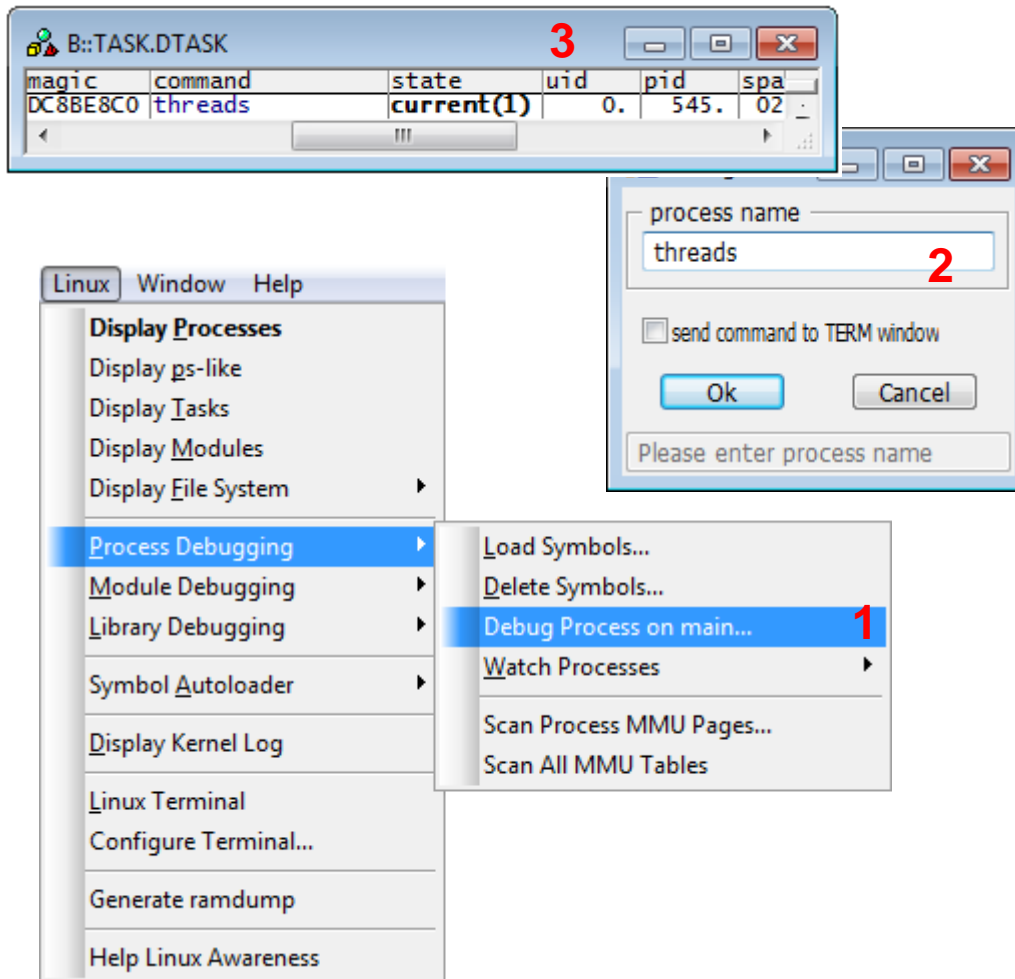 B::TASK.DTASK 3
magic command state uid pid spa
DC8BE8C0 threads current(1) 0. 545. 02
process name
threads 2
send command to TERM window
Ok Cancel
Please enter process name
Linux Window Help
Display Processes
Display ps-like
Display Tasks
Display Modules
Display File System
Process Debugging
Module Debugging
Library Debugging
Symbol Autoloader
Display Kernel Log
Linux Terminal
Configure Terminal...
Generate ramdump
Help Linux Awareness
Load Symbols...
Delete Symbols...
Debug Process on main... 1
Watch Processes
Scan Process MMU Pages...
Scan All MMU Tables